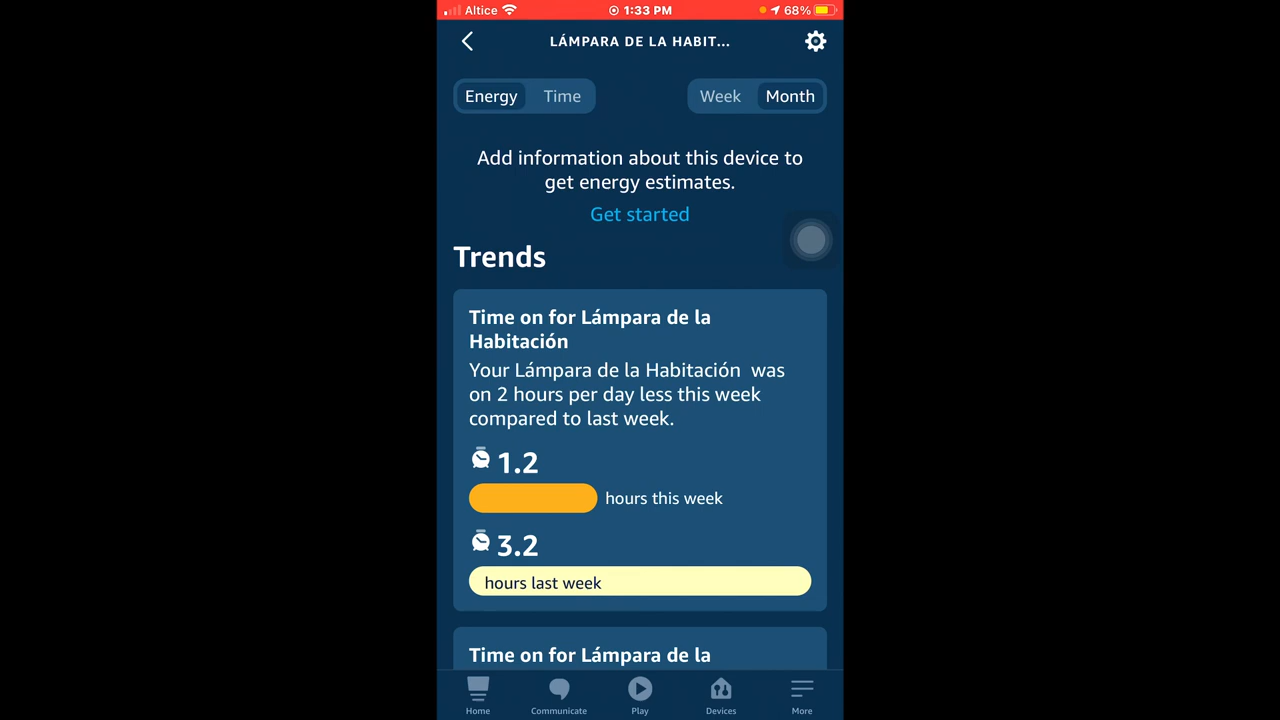 Altice 1:33 PM 68%
LÁMPARA DE LA HABIT...
Energy Time Week Month
Add information about this device to
get energy estimates.
Get started
Trends
Time on for Lámpara de la
Habitación
Your Lámpara de la Habitación was
on 2 hours per day less this week
compared to last week.
1.2
hours this week
3.2
hours last week
Time on for Lámpara de la
Home Communicate Play Devices More